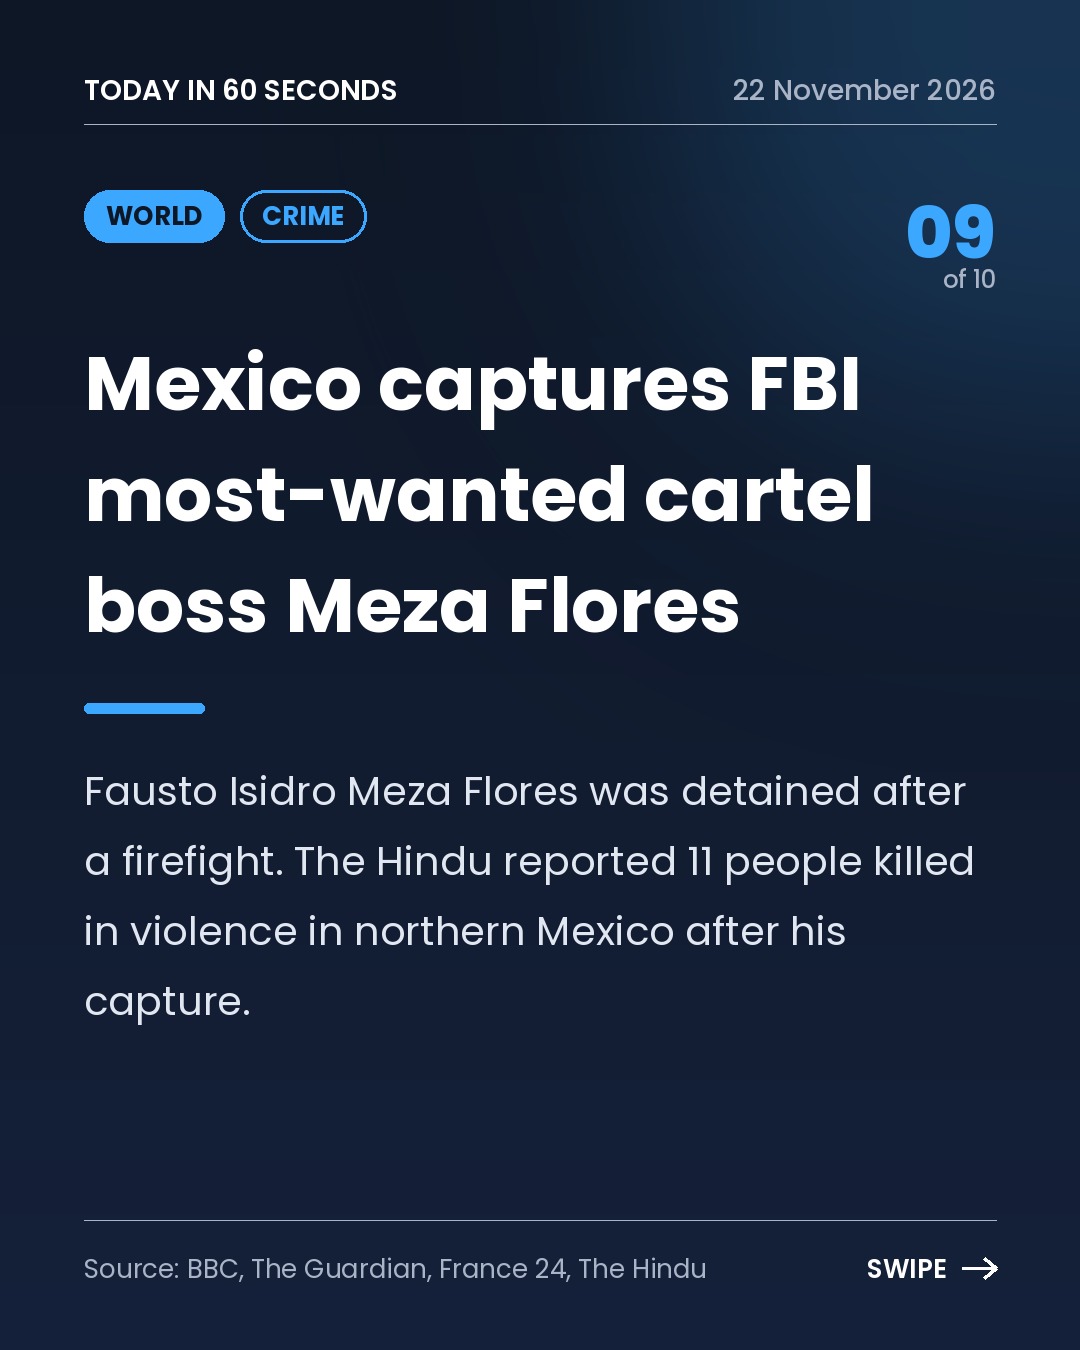 TODAY IN 60 SECONDS
22 November 2026
WORLD
CRIME
09
of 10
Mexico captures FBI
most-wanted cartel
boss Meza Flores
Fausto Isidro Meza Flores was detained after
a firefight. The Hindu reported 11 people killed
in violence in northern Mexico after his
capture.
Source: BBC, The Guardian, France 24, The Hindu
SWIPE